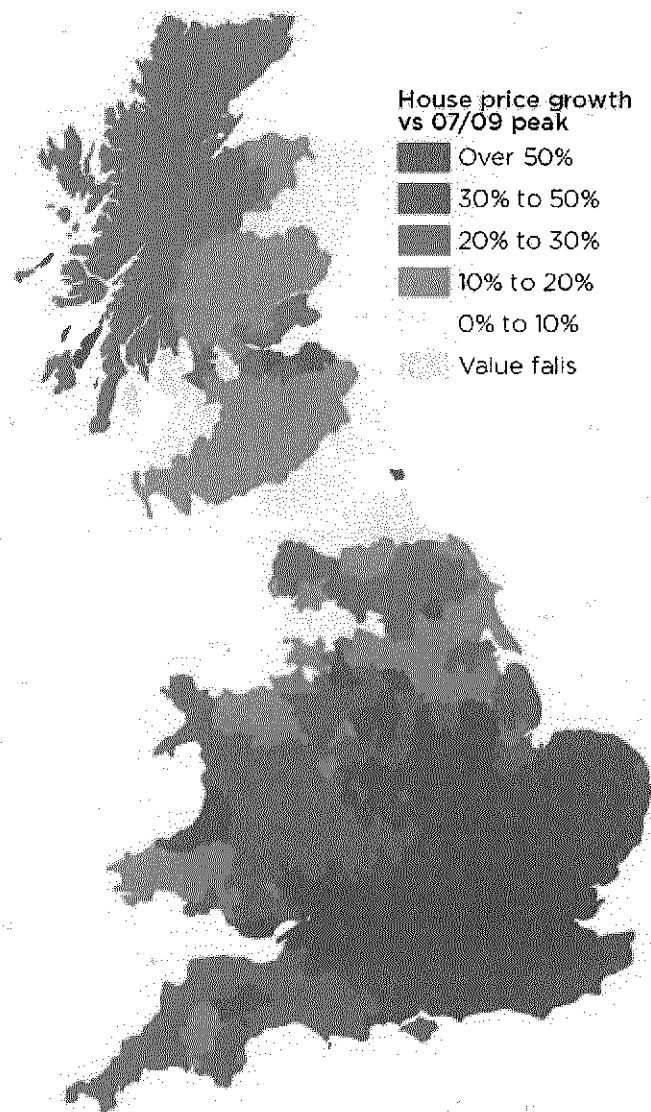 House price growth
vs 07/09 peak
Over 50%
30% to 50%
20% to 30%
10% to 20%
0% to 10%
Value falls